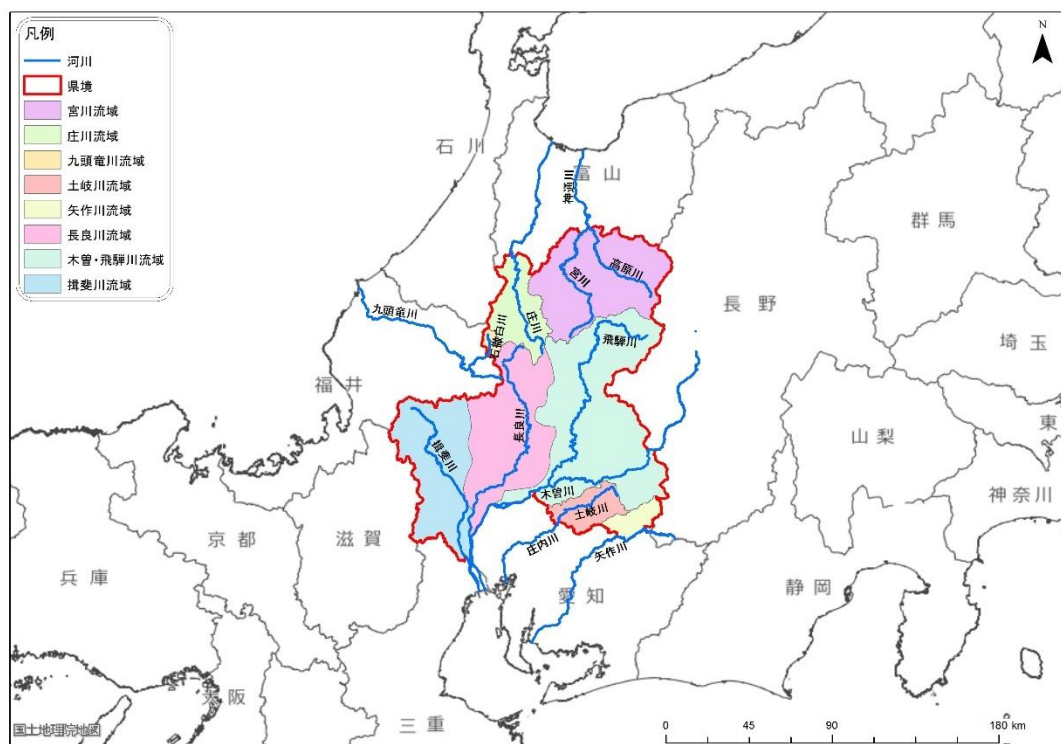 凡例
河川
県境
宮川流域
庄川流域
九頭竜川流域
土岐川流域
矢作川流域
長良川流域
木曽・飛騨川流域
揖斐川流域
N
石川
富山
神通川
群馬
高原川
宮川
長野
九頭竜川
石徹白川
庄川
飛騨川
埼玉
福井
長良川
揖斐川
山梨
東
木曽川
神奈川
土岐川
京都
滋賀
庄内川
矢作川
兵庫
愛知
静岡
大阪
三重
国土地理院地図
0 45 90 180 km